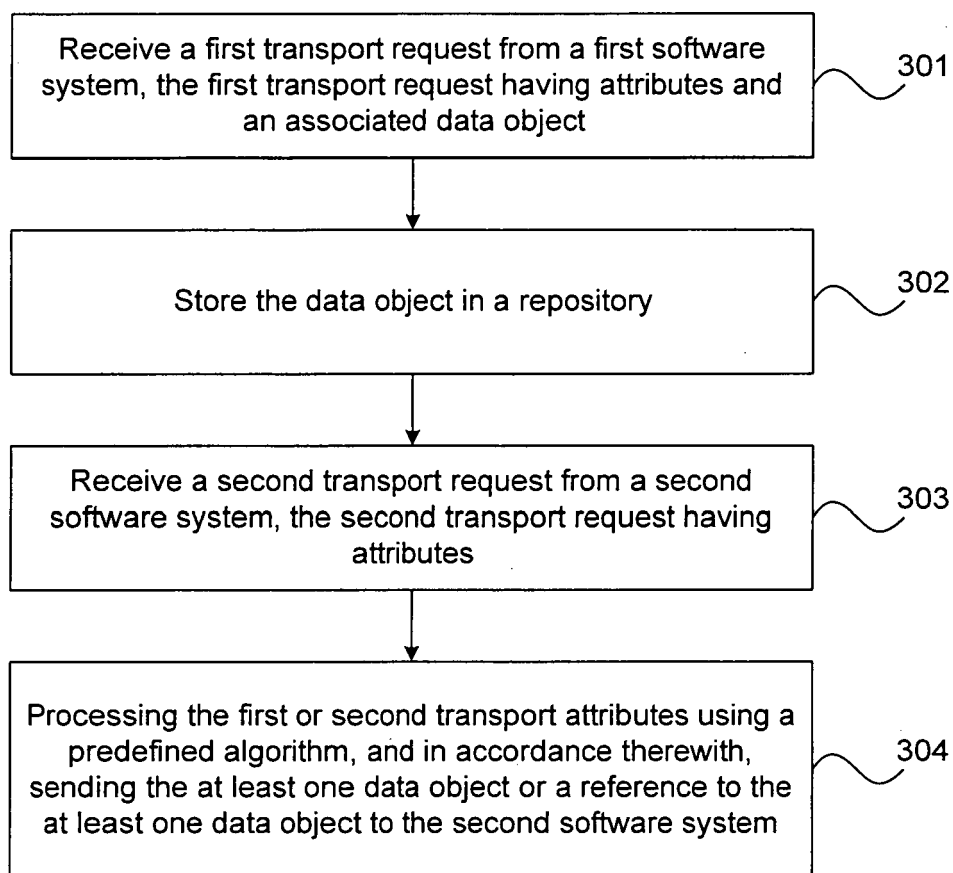 Receive a first transport request from a first software
system, the first transport request having attributes and
an associated data object
301
Store the data object in a repository
302
Receive a second transport request from a second
software system, the second transport request having
attributes
303
Processing the first or second transport attributes using a
predefined algorithm, and in accordance therewith,
sending the at least one data object or a reference to the
at least one data object to the second software system
304